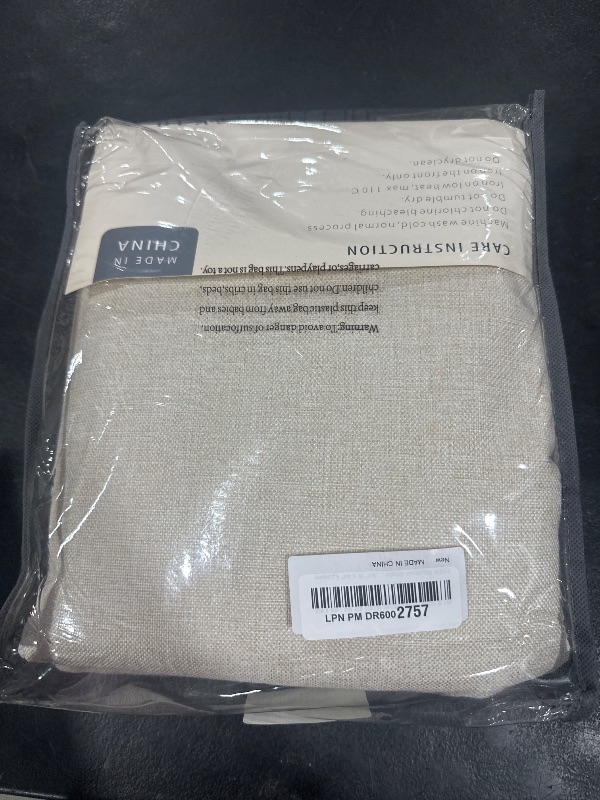 CARE INSTRUCTION
Machine wash cold, normal process
Do not chlorine bleaching
Do not tumble dry.
Iron on low heat, max 110 C
Iron on the front only.
Do not dryclean.
MADE IN
CHINA
Warning: To avoid danger of suffocation,
keep this plastic bag away from babies and
children. Do not use this bag in cribs, beds,
carriages, or play pens. This bag is not a toy.
New MADE IN CHINA
LPN PM DR6002757